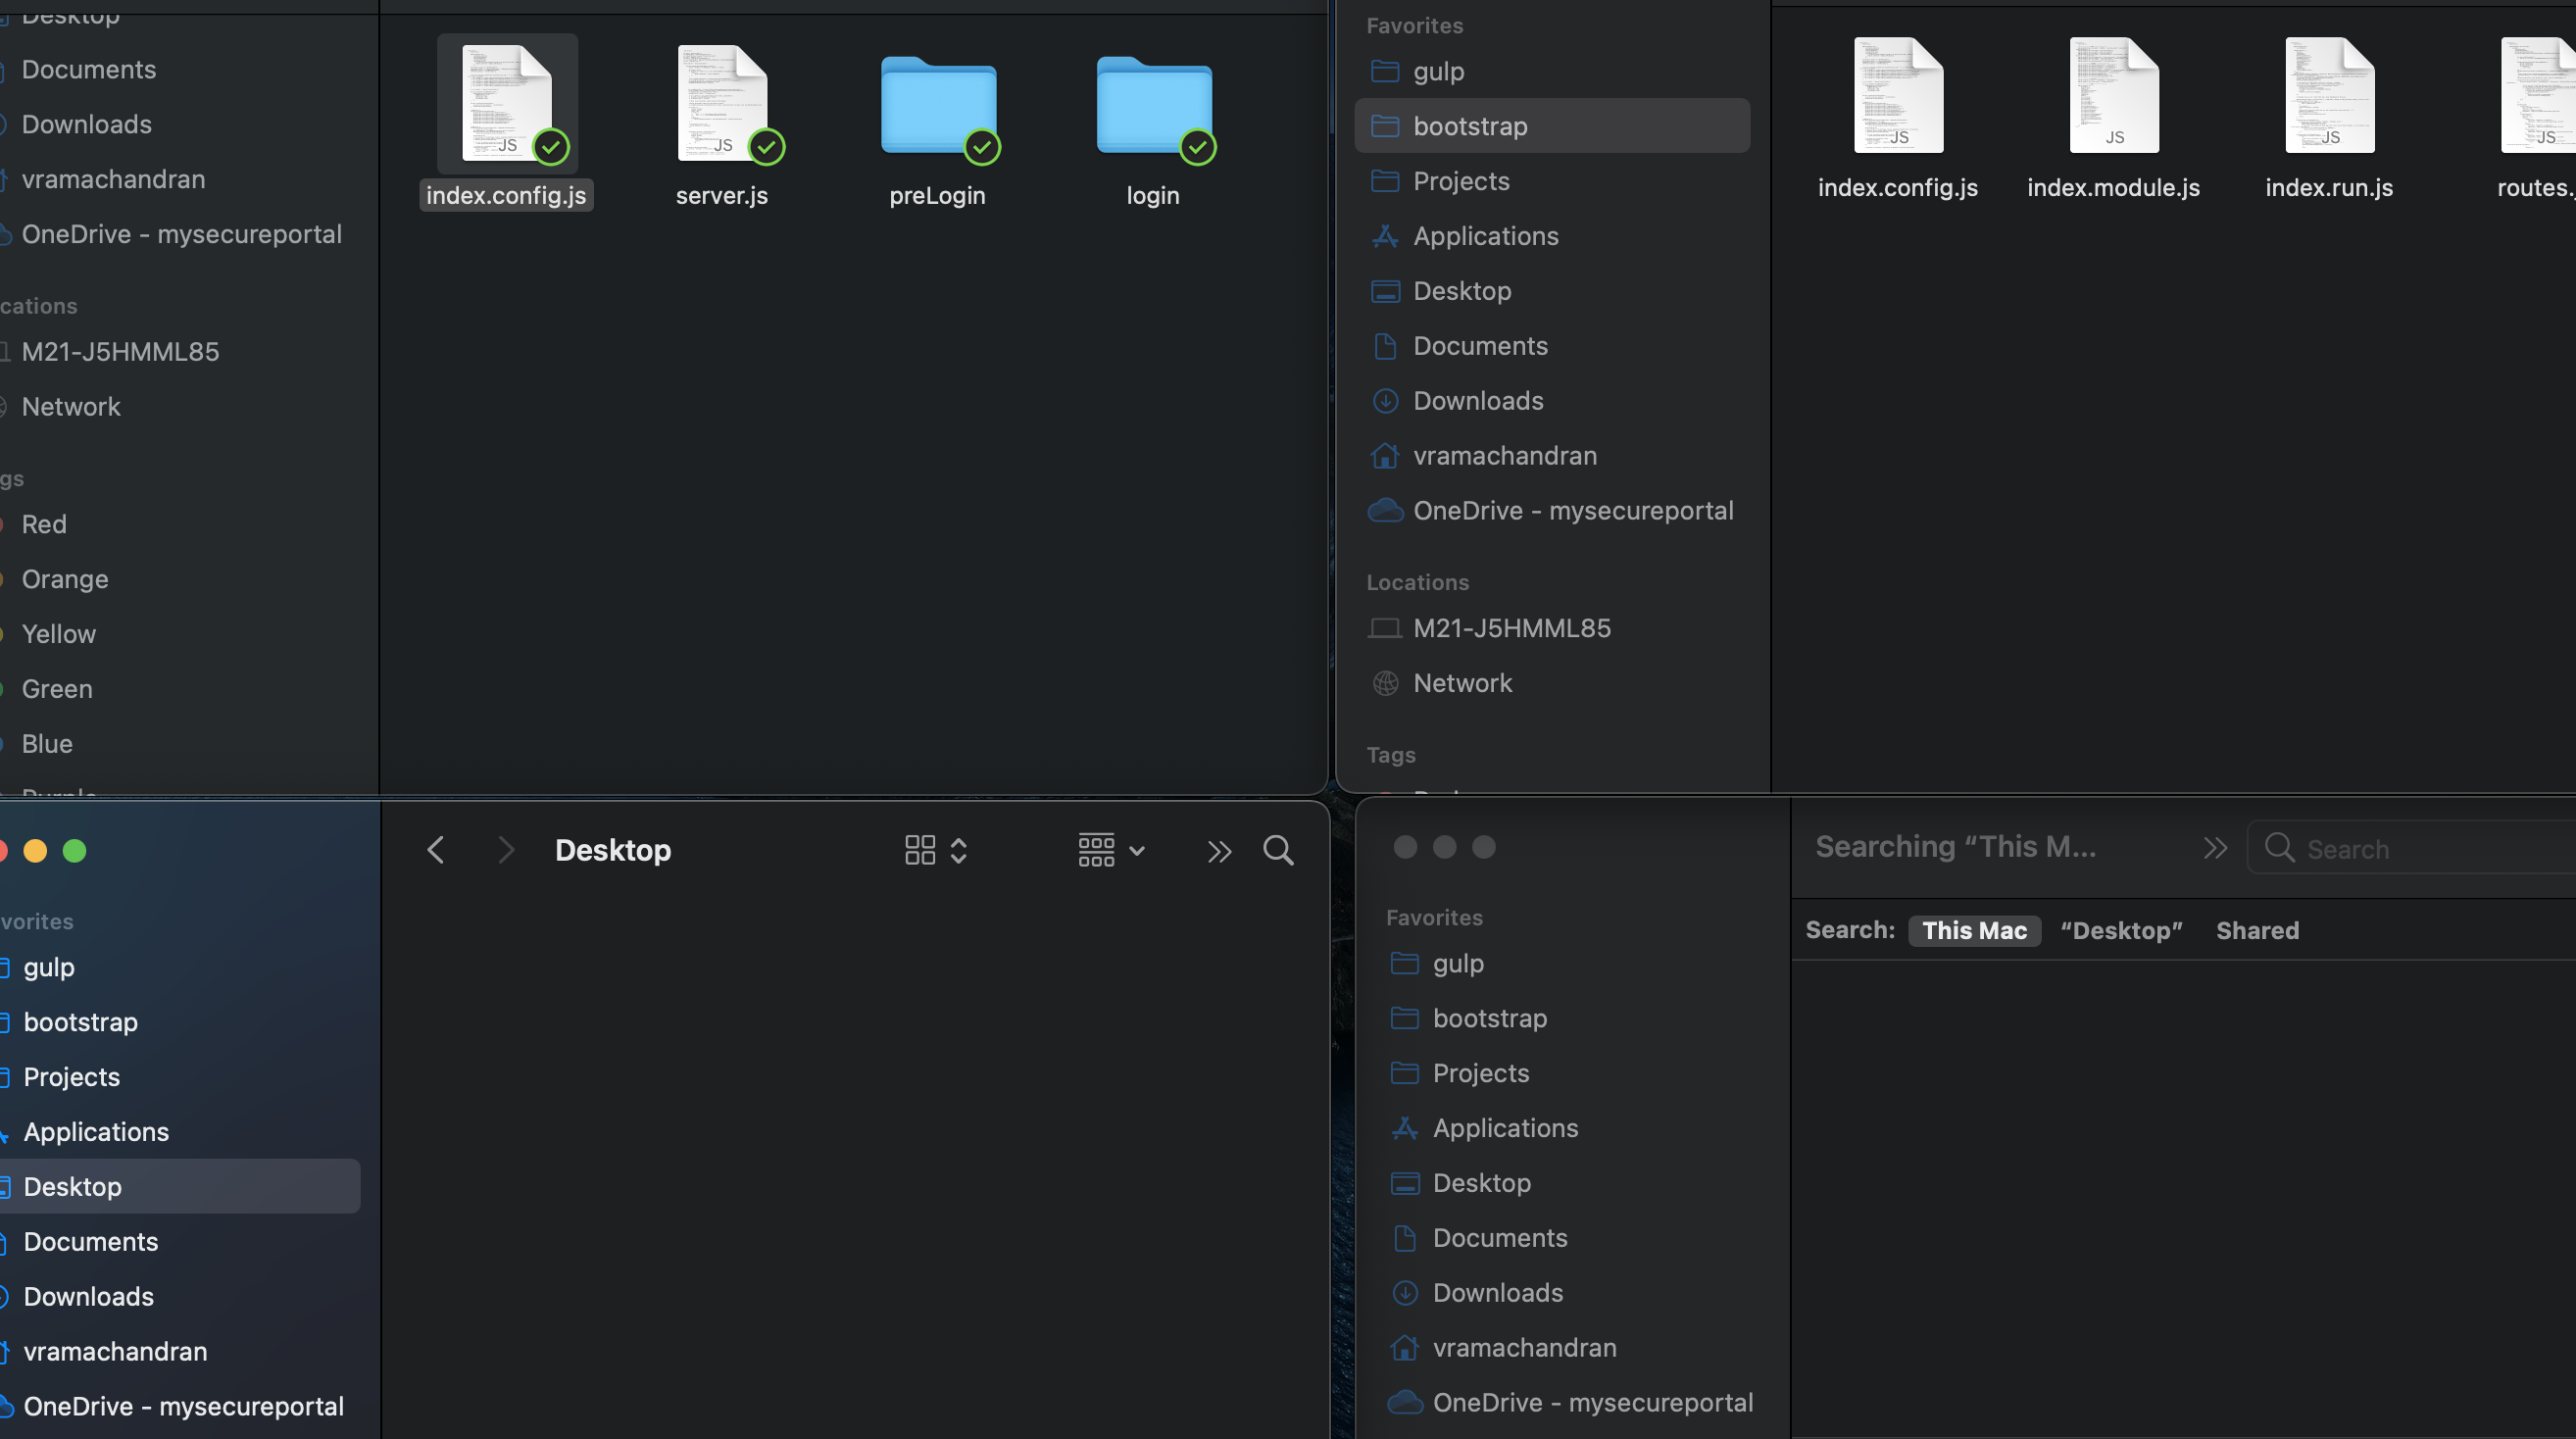 Desktop
Documents
Downloads
vramachandran
OneDrive - mysecureportal
cations
M21-J5HMML85
Network
gs
Red
Orange
Yellow
Green
Blue
Purple
index.config.js
server.js
preLogin
login
JS
JS
Favorites
gulp
bootstrap
Projects
Applications
Desktop
Documents
Downloads
vramachandran
OneDrive - mysecureportal
Locations
M21-J5HMML85
Network
Tags
JS
JS
JS
JS
index.config.js
index.module.js
index.run.js
routes.
Desktop
vorites
gulp
bootstrap
Projects
Applications
Desktop
Documents
Downloads
vramachandran
OneDrive - mysecureportal
Searching “This M...
Search
Search: This Mac “Desktop” Shared
Favorites
gulp
bootstrap
Projects
Applications
Desktop
Documents
Downloads
vramachandran
OneDrive - mysecureportal